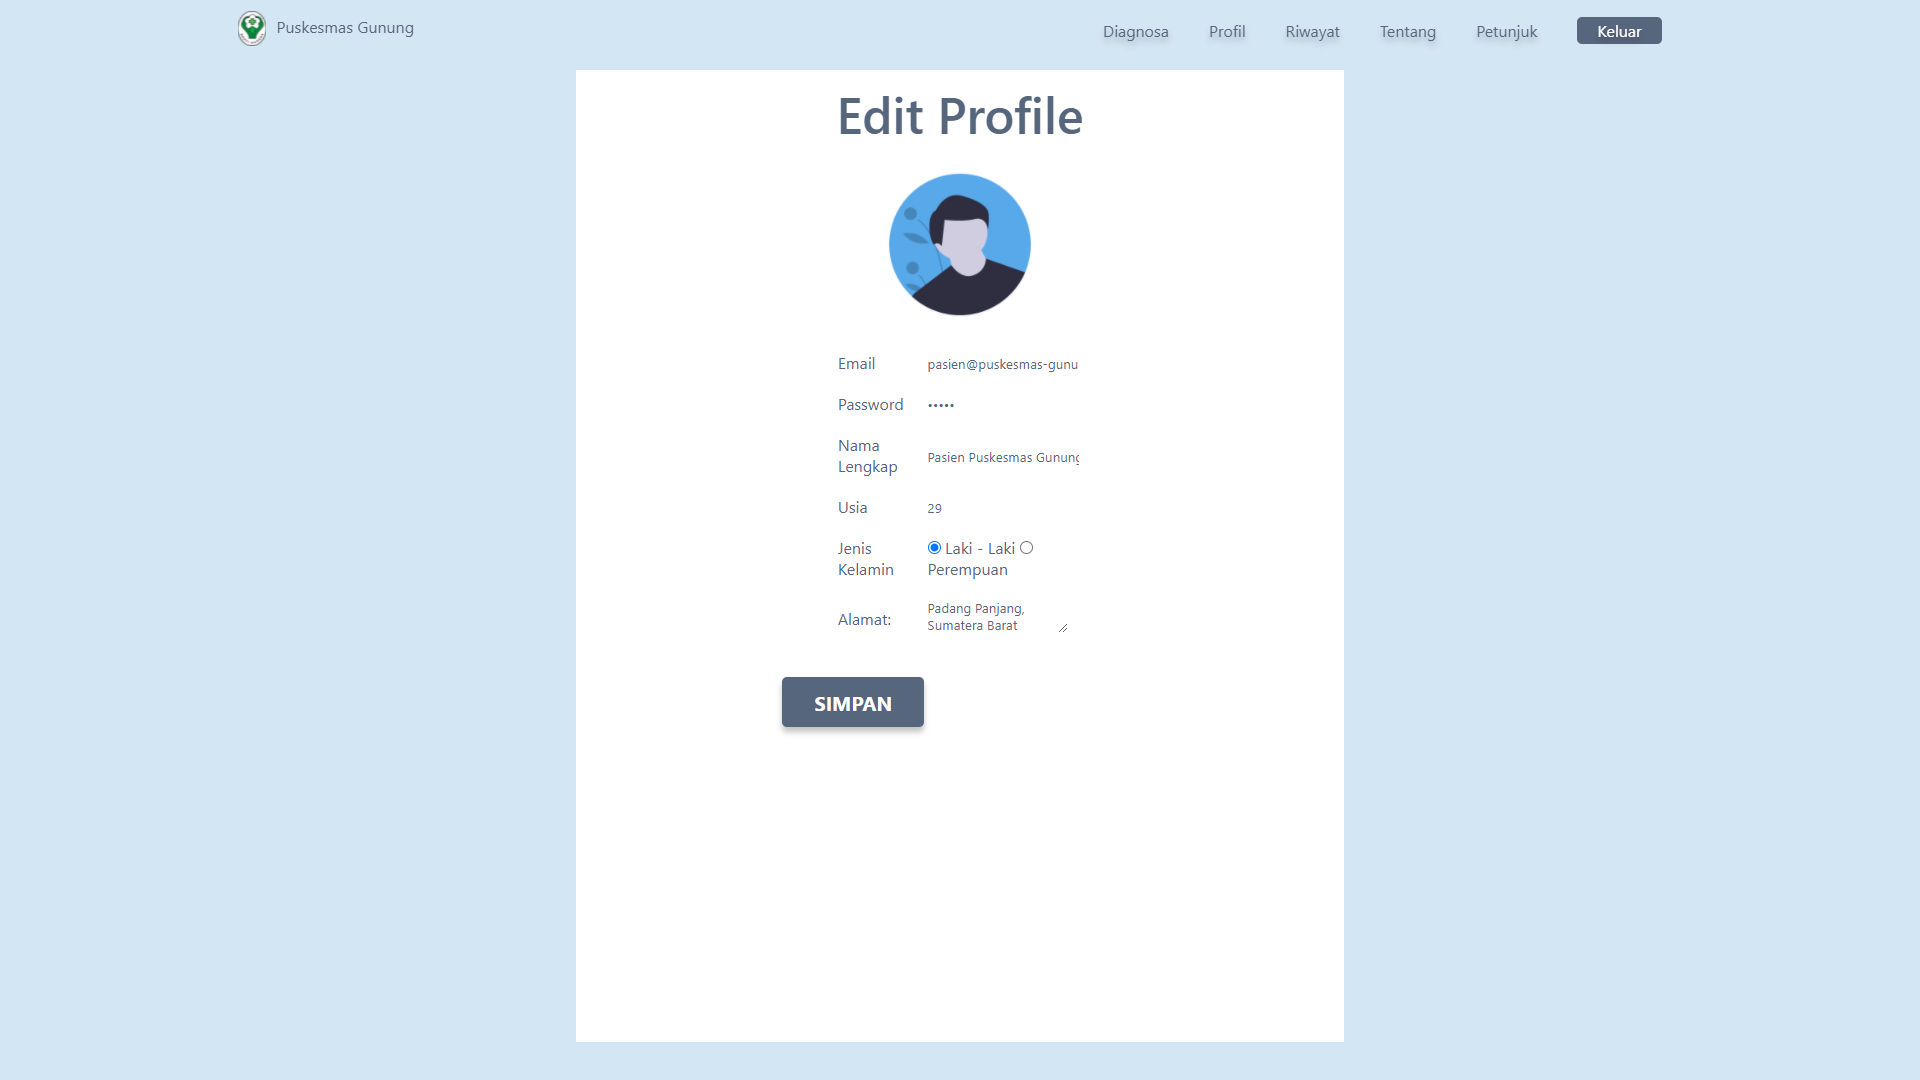 Puskesmas Gunung
Diagnosa Profil Riwayat Tentang Petunjuk Keluar
Edit Profile
Email pasien@puskesmas-gunu
Password •••••
Nama Lengkap
Pasien Puskesmas Gunung
Usia 29
Jenis Kelamin
Laki - Laki
Perempuan
Alamat:
Padang Panjang,
Sumatera Barat
SIMPAN